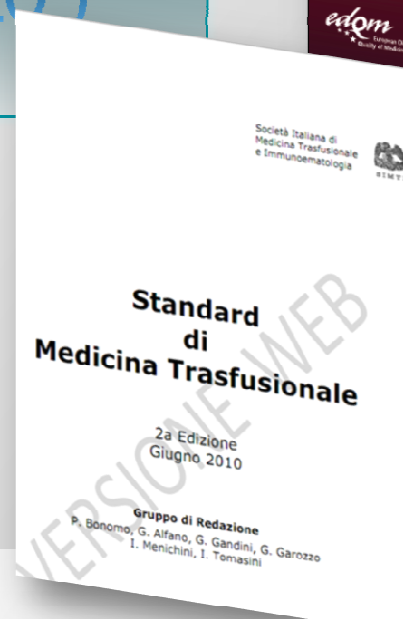 edqm
Società Italiana di
Medicina Trasfusionale
e Immunoematologia
Standard
di
Medicina Trasfusionale
2a Edizione
Giugno 2010
VERSIONE WEB
Gruppo di Redazione
P. Bonomo, G. Alfano, G. Gandini, G. Garozzo
I. Menichini, I. Tomasini